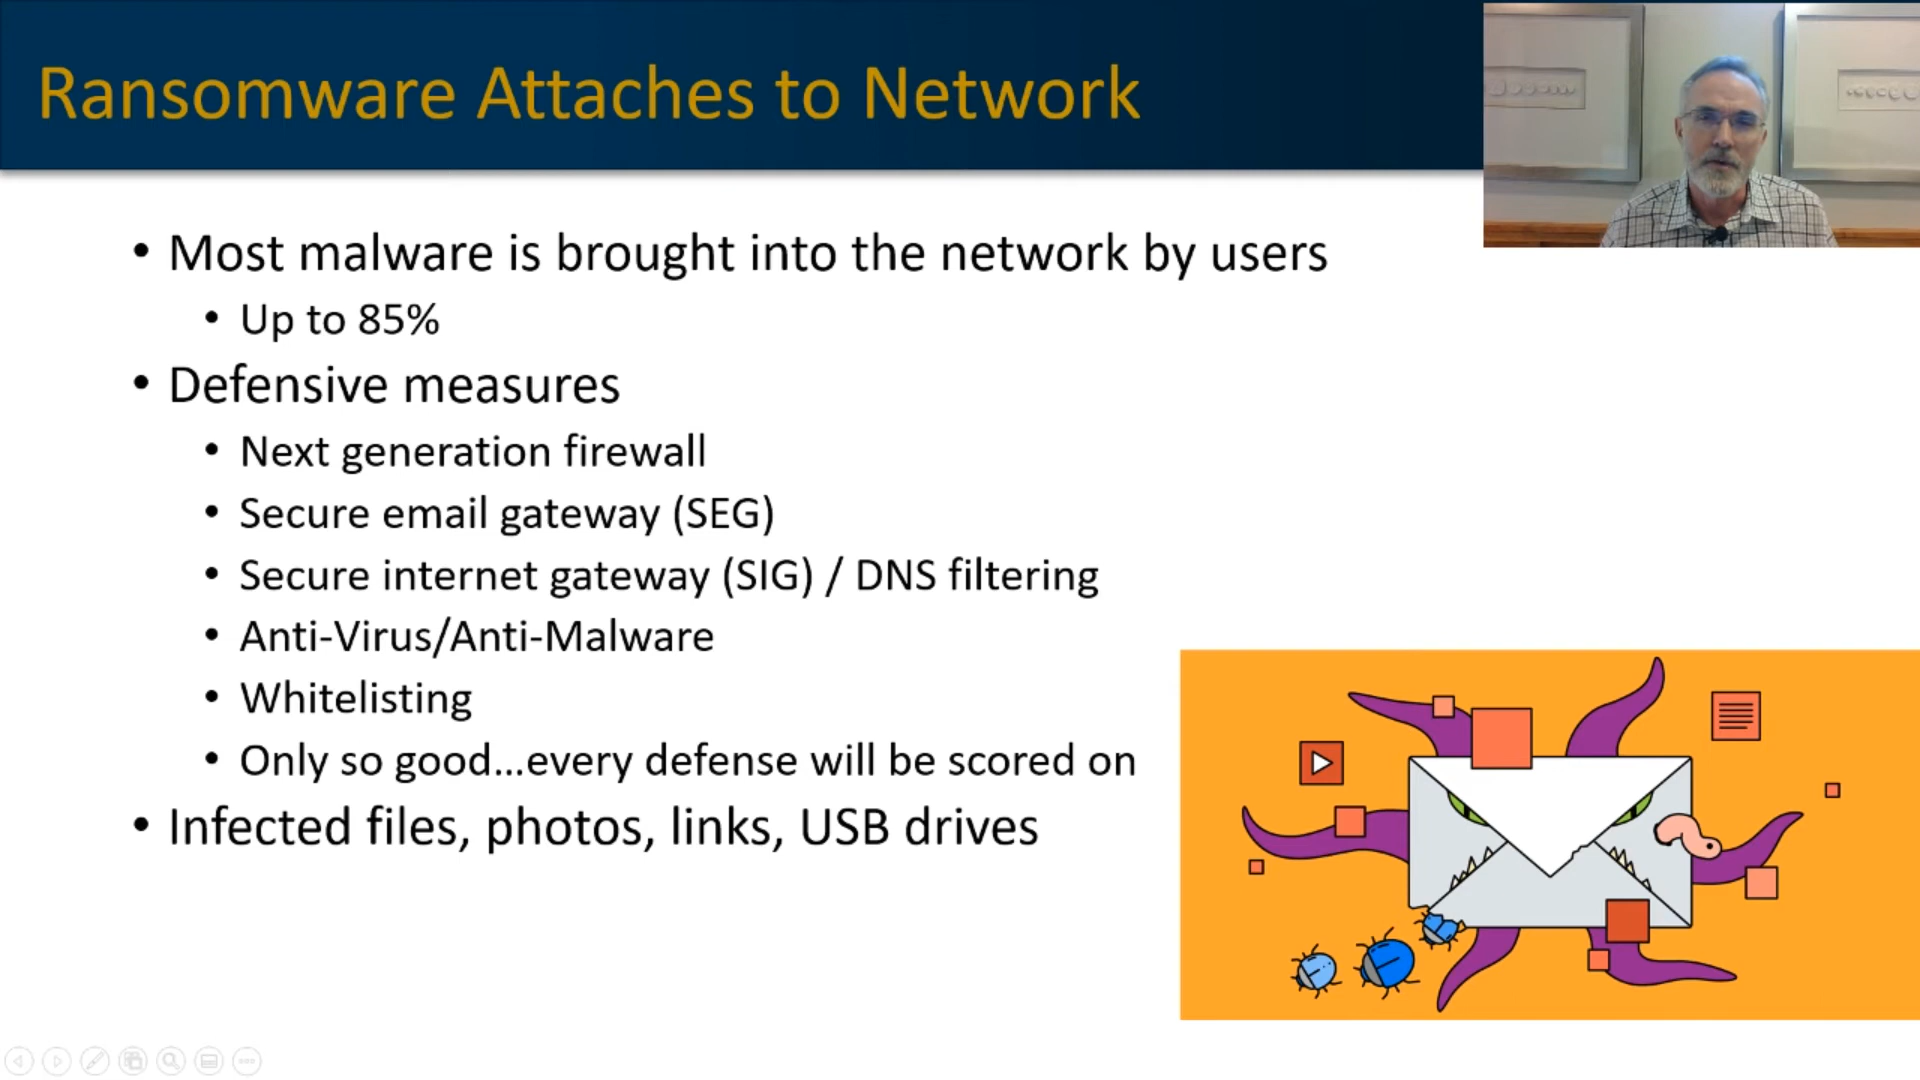 Ransomware Attaches to Network
• Most malware is brought into the network by users
• Up to 85%
• Defensive measures
• Next generation firewall
• Secure email gateway (SEG)
• Secure internet gateway (SIG) / DNS filtering
• Anti-Virus/Anti-Malware
• Whitelisting
• Only so good...every defense will be scored on
• Infected files, photos, links, USB drives